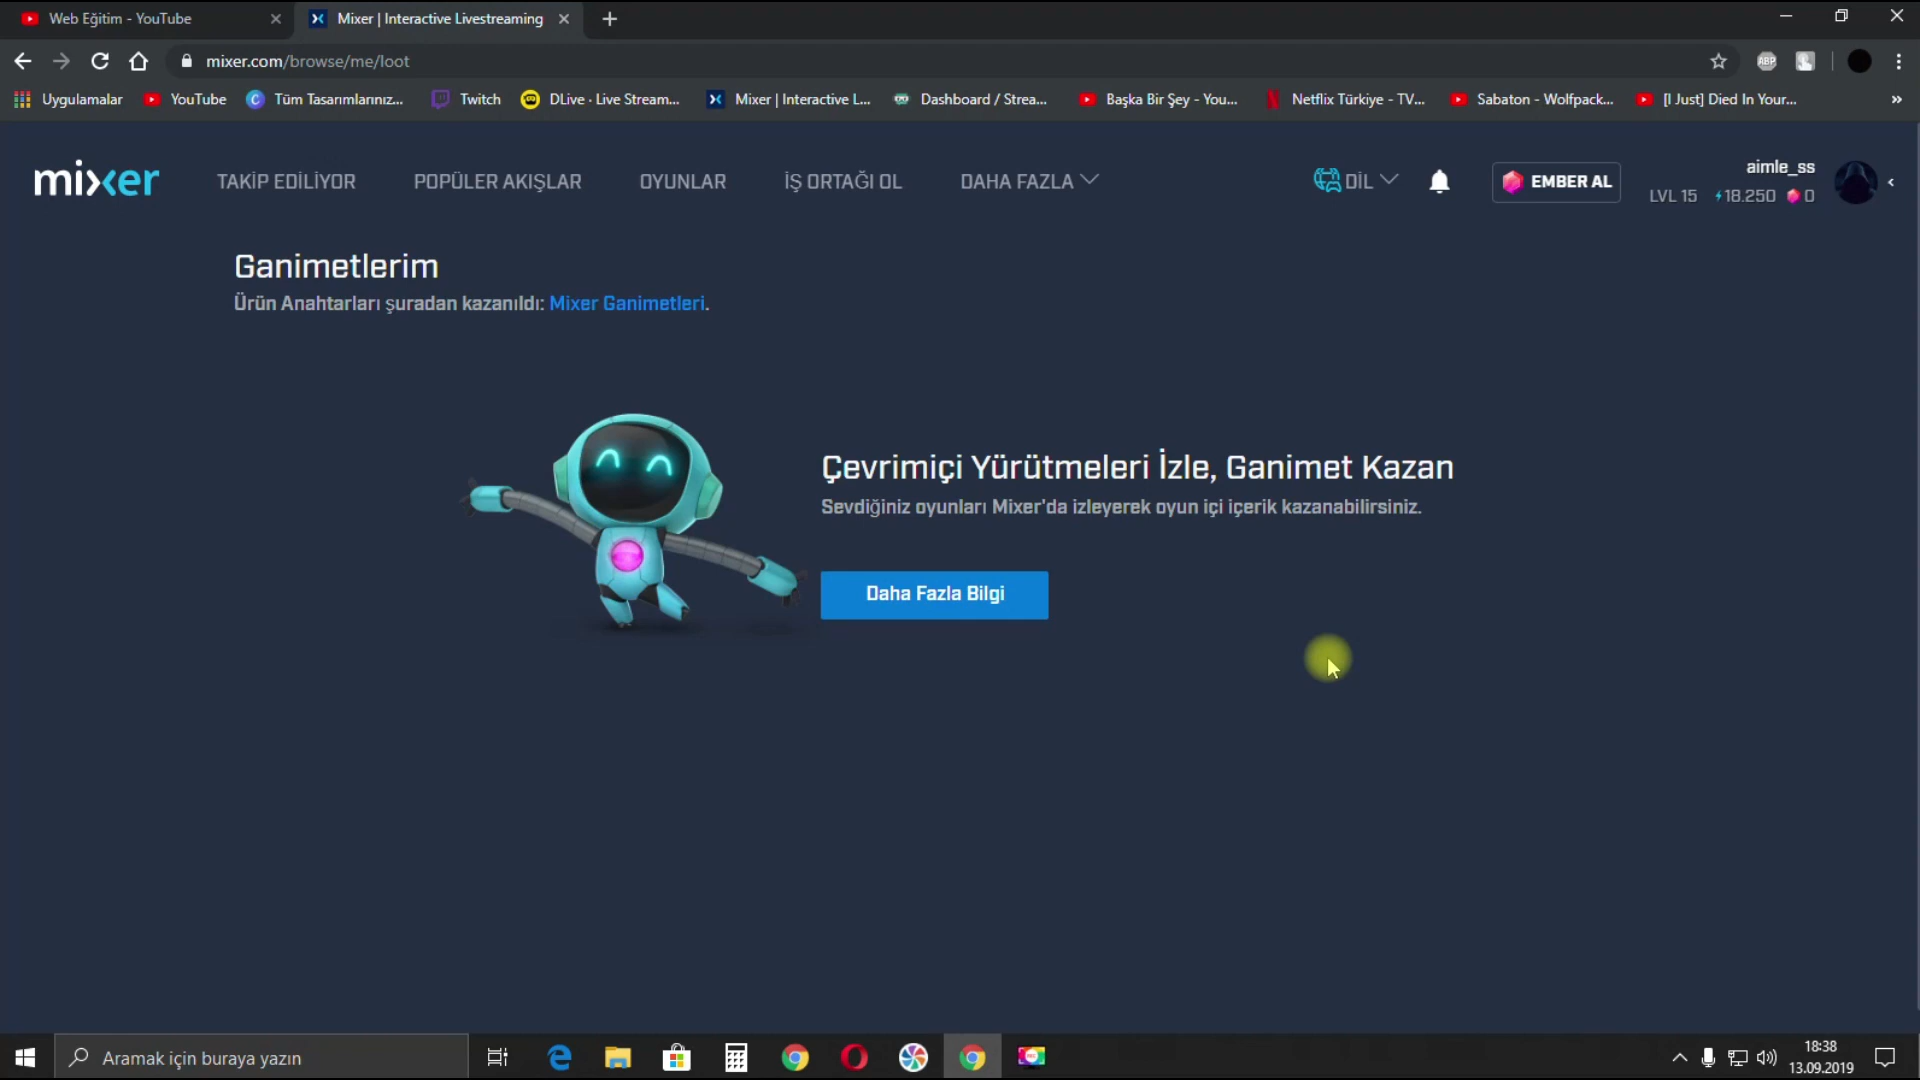 Web Eğitim - YouTube
Mixer | Interactive Livestreaming
mixer.com/browse/me/loot
ABP
Uygulamalar
YouTube
Tüm Tasarımlarınız...
Twitch
DLive · Live Stream...
Mixer | Interactive L...
Dashboard / Strea...
Başka Bir Şey - You...
Netflix Türkiye - TV...
Sabaton - Wolfpack...
[I Just] Died In Your...
mixer
TAKİP EDİLİYOR
POPÜLER AKIŞLAR
OYUNLAR
İŞ ORTAĞI OL
DAHA FAZLA
DİL
EMBER AL
aimle_ss
LVL 15 18.250 0
Ganimetlerim
Ürün Anahtarları şuradan kazanıldı: Mixer Ganimetleri.
Çevrimiçi Yürütmeleri İzle, Ganimet Kazan
Sevdiğiniz oyunları Mixer'da izleyerek oyun içi içerik kazanabilirsiniz.
Daha Fazla Bilgi
Aramak için buraya yazın
18:38
13.09.2019